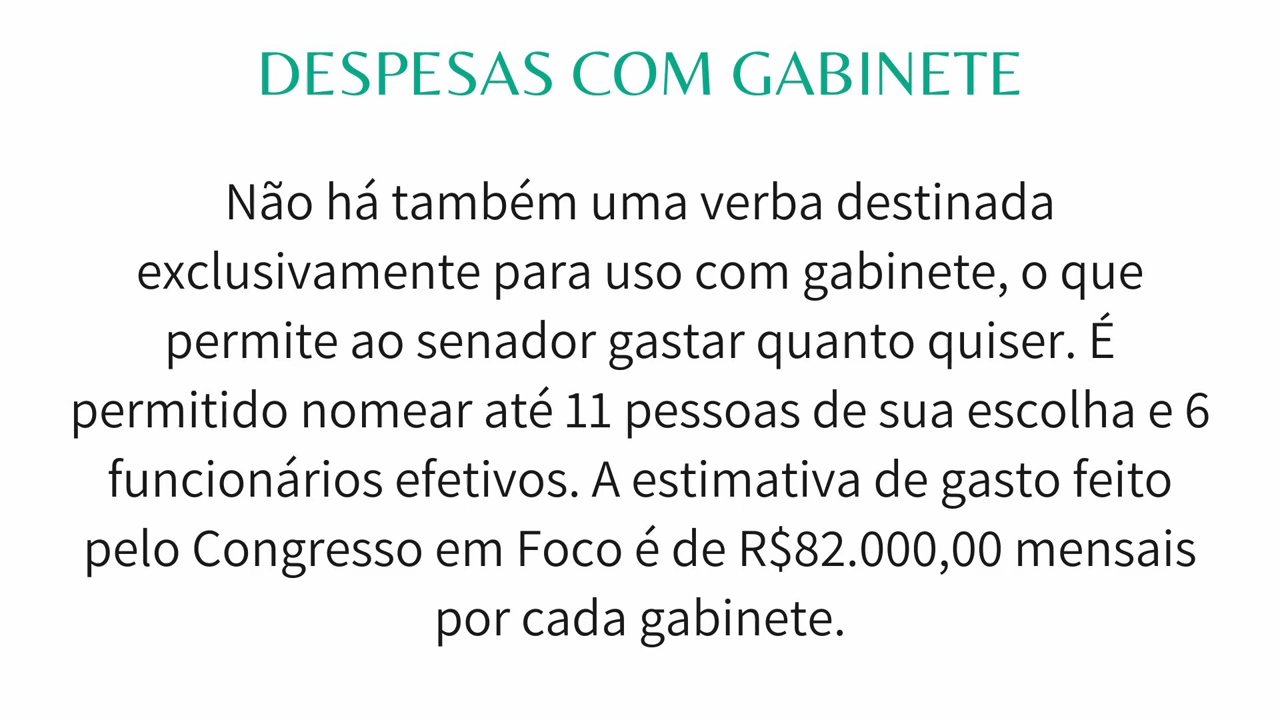 DESPESAS COM GABINETE
Não há também uma verba destinada
exclusivamente para uso com gabinete, o que
permite ao senador gastar quanto quiser. É
permitido nomear até 11 pessoas de sua escolha e 6
funcionários efetivos. A estimativa de gasto feito
pelo Congresso em Foco é de R$82.000,00 mensais
por cada gabinete.